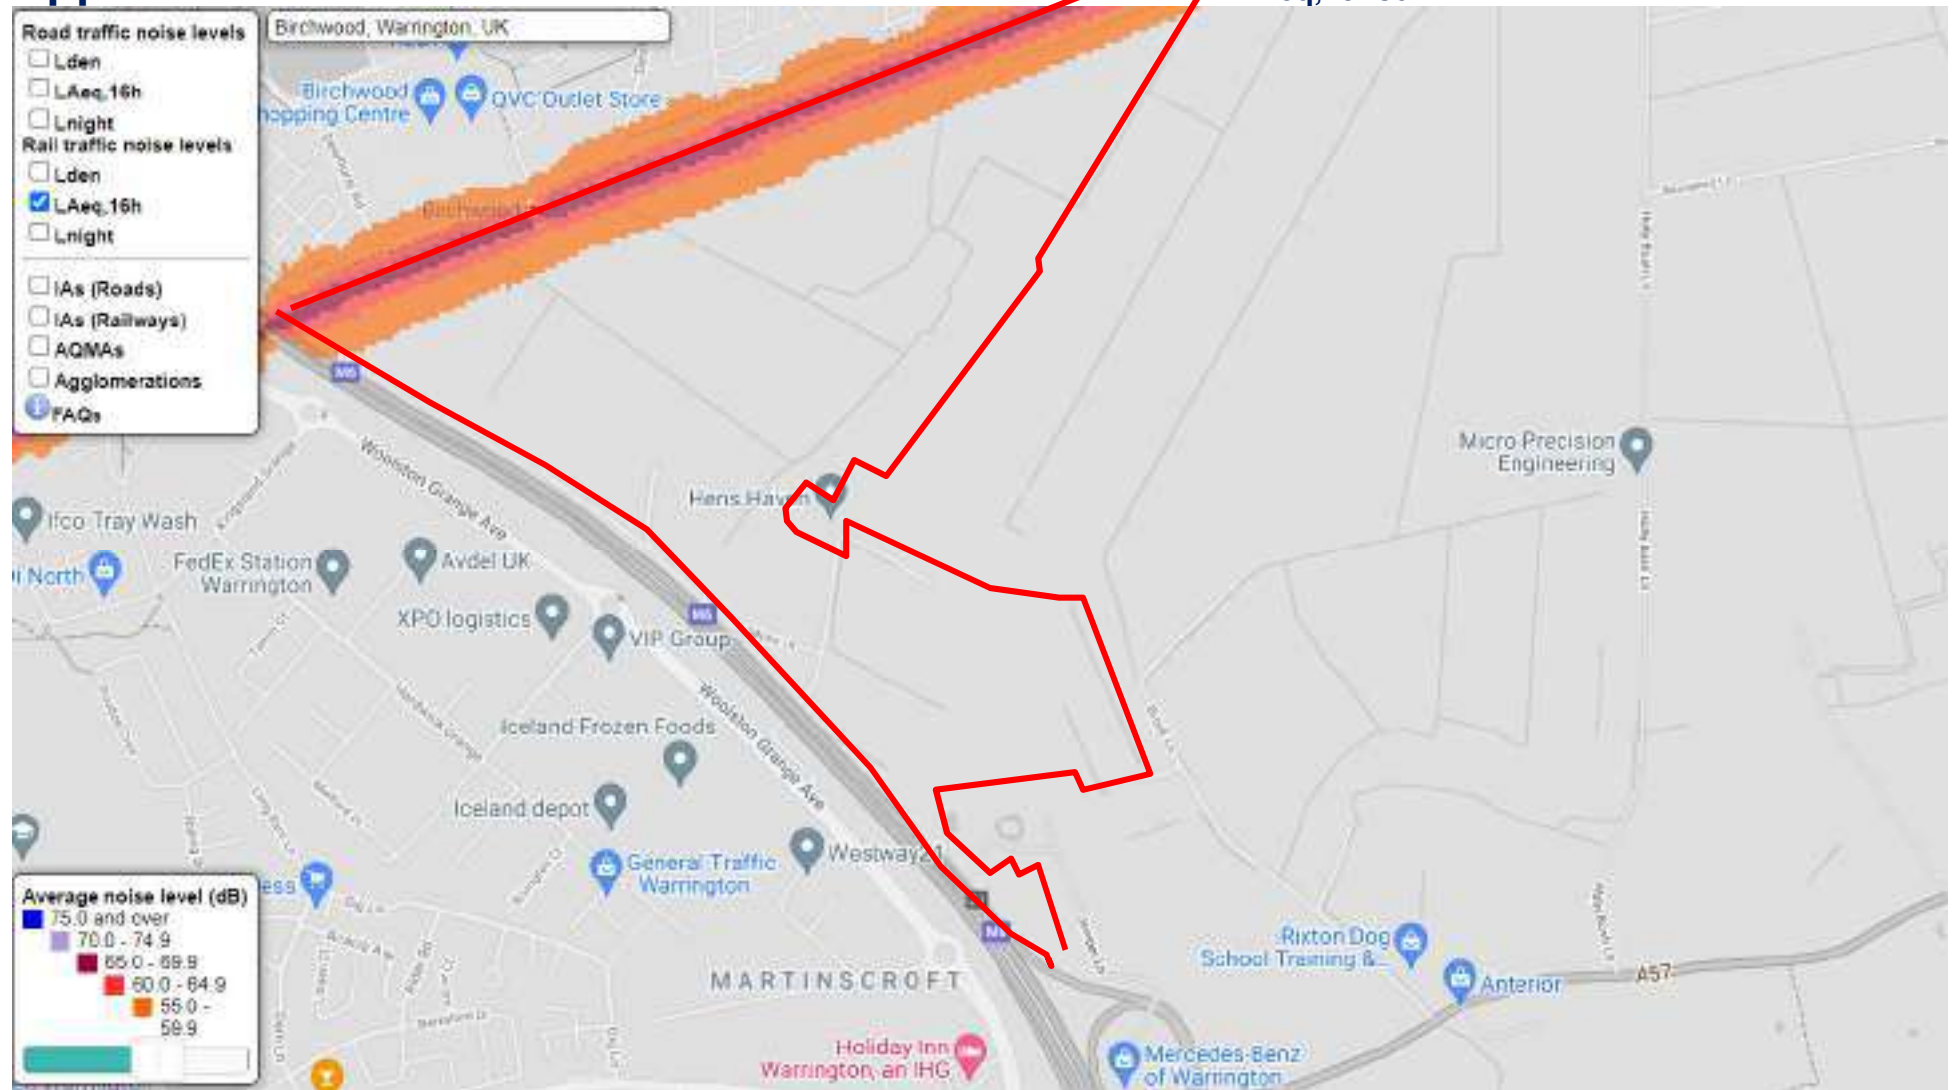 Birchwood, Warrington, UK
Road traffic noise levels
Lden
LAeq,16h
Lnight
Rail traffic noise levels
Lden
LAeq,16h
Lnight
IAs (Roads)
IAs (Railways)
AQMAs
Agglomerations
FAQs
Birchwood
hopping Centre
QVC Outlet Store
M6
Woolston Grange Ave
Kingsland Grange
Hens Haven
Micro Precision
Engineering
Ifco Tray Wash
i North
FedEx Station
Warrington
Avdel UK
XPO logistics
VIP Group
M6
Hardwick Grange
Woolston Grange Ave
Iceland Frozen Foods
Iceland depot
General Traffic
Warrington
Westway21
M6
MARTINSCROFT
Holiday Inn
Warrington, an IHG
Mercedes-Benz
of Warrington
Rixton Dog
School Training &...
Anterior
A57
ess
Average noise level (dB)
75.0 and over
70.0 - 74.9
65.0 - 69.9
60.0 - 64.9
55.0 -
59.9